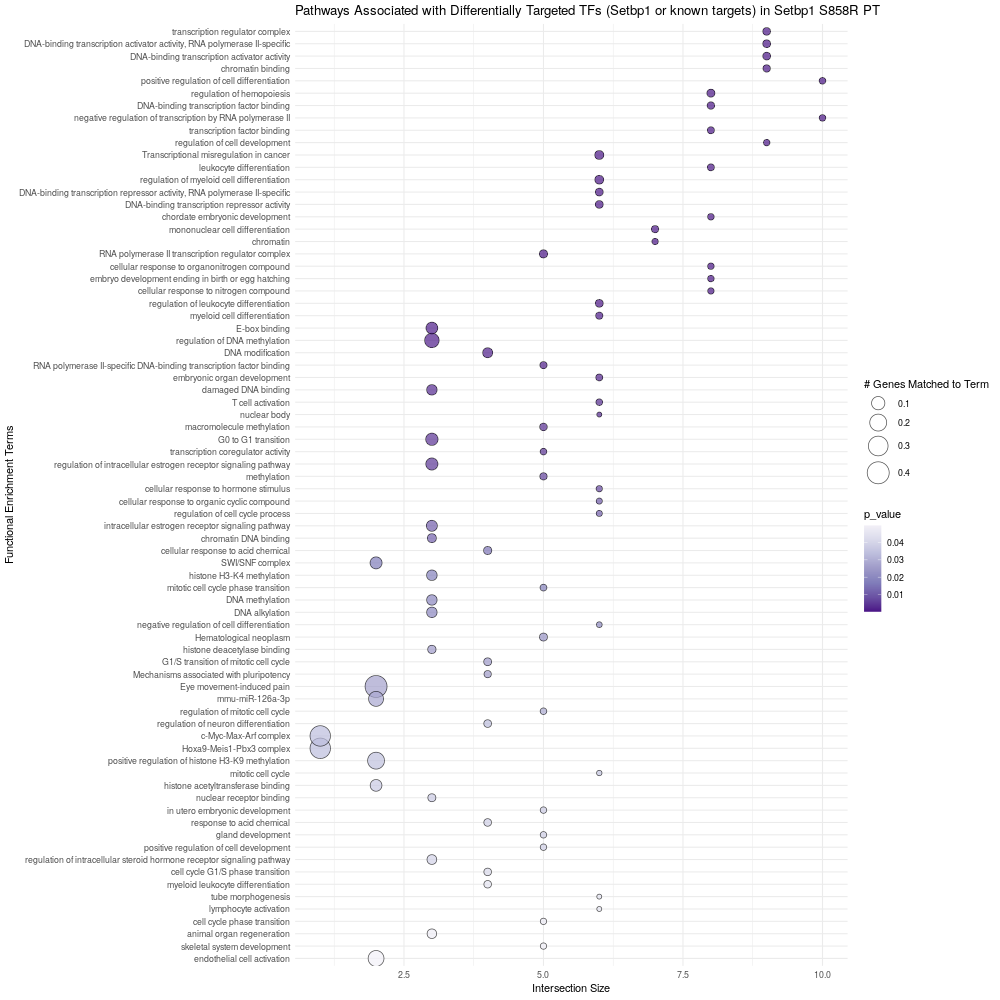 Pathways Associated with Differentially Targeted TFs (Setbp1 or known targets) in Setbp1 S858R PT
transcription regulator complex
DNA-binding transcription activator activity, RNA polymerase II-specific
DNA-binding transcription activator activity
chromatin binding
positive regulation of cell differentiation
regulation of hemopoiesis
DNA-binding transcription factor binding
negative regulation of transcription by RNA polymerase II
transcription factor binding
regulation of cell development
Transcriptional misregulation in cancer
leukocyte differentiation
regulation of myeloid cell differentiation
DNA-binding transcription repressor activity, RNA polymerase II-specific
DNA-binding transcription repressor activity
chordate embryonic development
mononuclear cell differentiation
chromatin
RNA polymerase II transcription regulator complex
cellular response to organonitrogen compound
embryo development ending in birth or egg hatching
cellular response to nitrogen compound
regulation of leukocyte differentiation
myeloid cell differentiation
E-box binding
regulation of DNA methylation
DNA modification
RNA polymerase II-specific DNA-binding transcription factor binding
embryonic organ development
damaged DNA binding
T cell activation
nuclear body
macromolecule methylation
G0 to G1 transition
transcription coregulator activity
regulation of intracellular estrogen receptor signaling pathway
methylation
cellular response to hormone stimulus
cellular response to organic cyclic compound
regulation of cell cycle process
intracellular estrogen receptor signaling pathway
chromatin DNA binding
cellular response to acid chemical
SWI/SNF complex
histone H3-K4 methylation
mitotic cell cycle phase transition
DNA methylation
DNA alkylation
negative regulation of cell differentiation
Hematological neoplasm
histone deacetylase binding
G1/S transition of mitotic cell cycle
Mechanisms associated with pluripotency
Eye movement-induced pain
mmu-miR-126a-3p
regulation of mitotic cell cycle
regulation of neuron differentiation
c-Myc-Max-Arf complex
Hoxa9-Meis1-Pbx3 complex
positive regulation of histone H3-K9 methylation
mitotic cell cycle
histone acetyltransferase binding
nuclear receptor binding
in utero embryonic development
response to acid chemical
gland development
positive regulation of cell development
regulation of intracellular steroid hormone receptor signaling pathway
cell cycle G1/S phase transition
myeloid leukocyte differentiation
tube morphogenesis
lymphocyte activation
cell cycle phase transition
animal organ regeneration
skeletal system development
endothelial cell activation
Functional Enrichment Terms
2.5
5.0
7.5
10.0
Intersection Size
# Genes Matched to Term
0.1
0.2
0.3
0.4
p_value
0.04
0.03
0.02
0.01